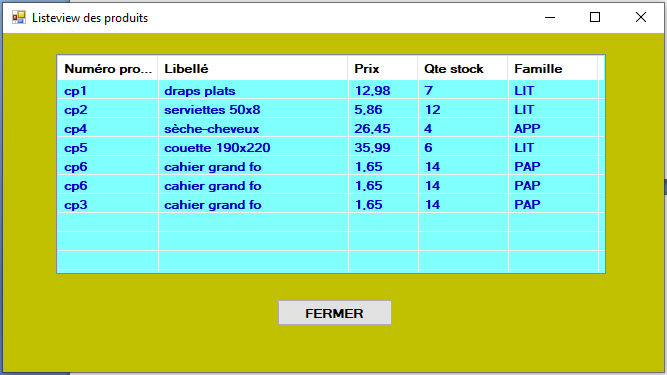 Listeview des produits
Numéro pro... Libellé Prix Qte stock Famille
cp1 draps plats 12,98 7 LIT
cp2 serviettes 50x8 5,86 12 LIT
cp4 sèche-cheveux 26,45 4 APP
cp5 couette 190x220 35,99 6 LIT
cp6 cahier grand fo 1,65 14 PAP
cp6 cahier grand fo 1,65 14 PAP
cp3 cahier grand fo 1,65 14 PAP
FERMER